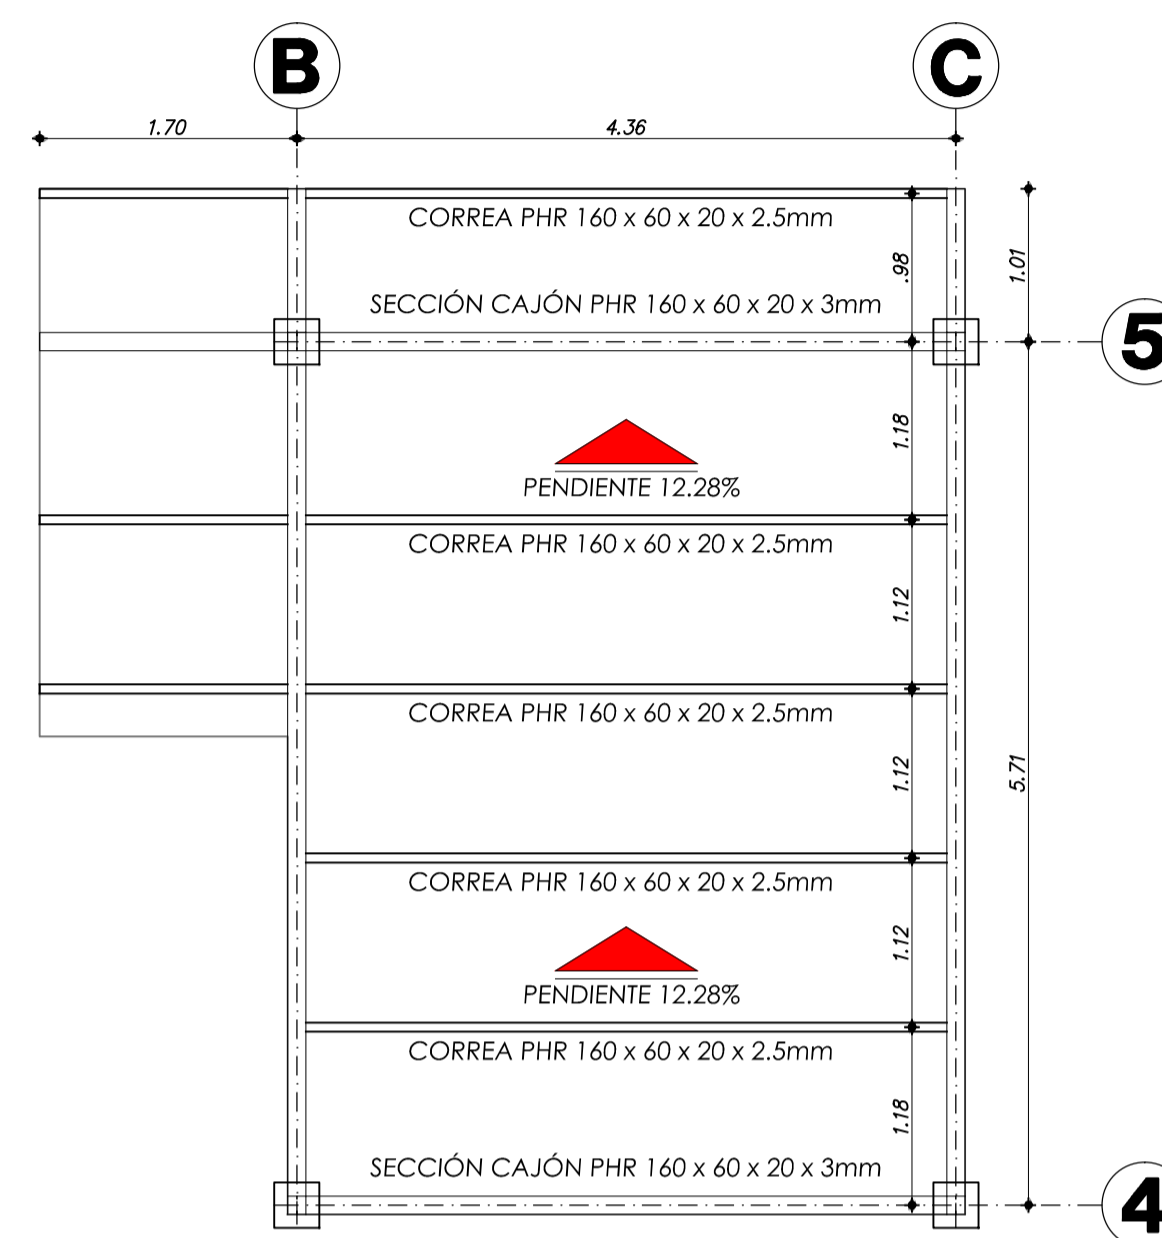 B
C
1.70
4.36
CORREA PHR 160 x 60 x 20 x 2.5mm
.98
1.01
SECCIÓN CAJÓN PHR 160 x 60 x 20 x 3mm
5
1.18
PENDIENTE 12.28%
CORREA PHR 160 x 60 x 20 x 2.5mm
1.12
CORREA PHR 160 x 60 x 20 x 2.5mm
1.12
5.71
CORREA PHR 160 x 60 x 20 x 2.5mm
1.12
PENDIENTE 12.28%
CORREA PHR 160 x 60 x 20 x 2.5mm
1.18
SECCIÓN CAJÓN PHR 160 x 60 x 20 x 3mm
4